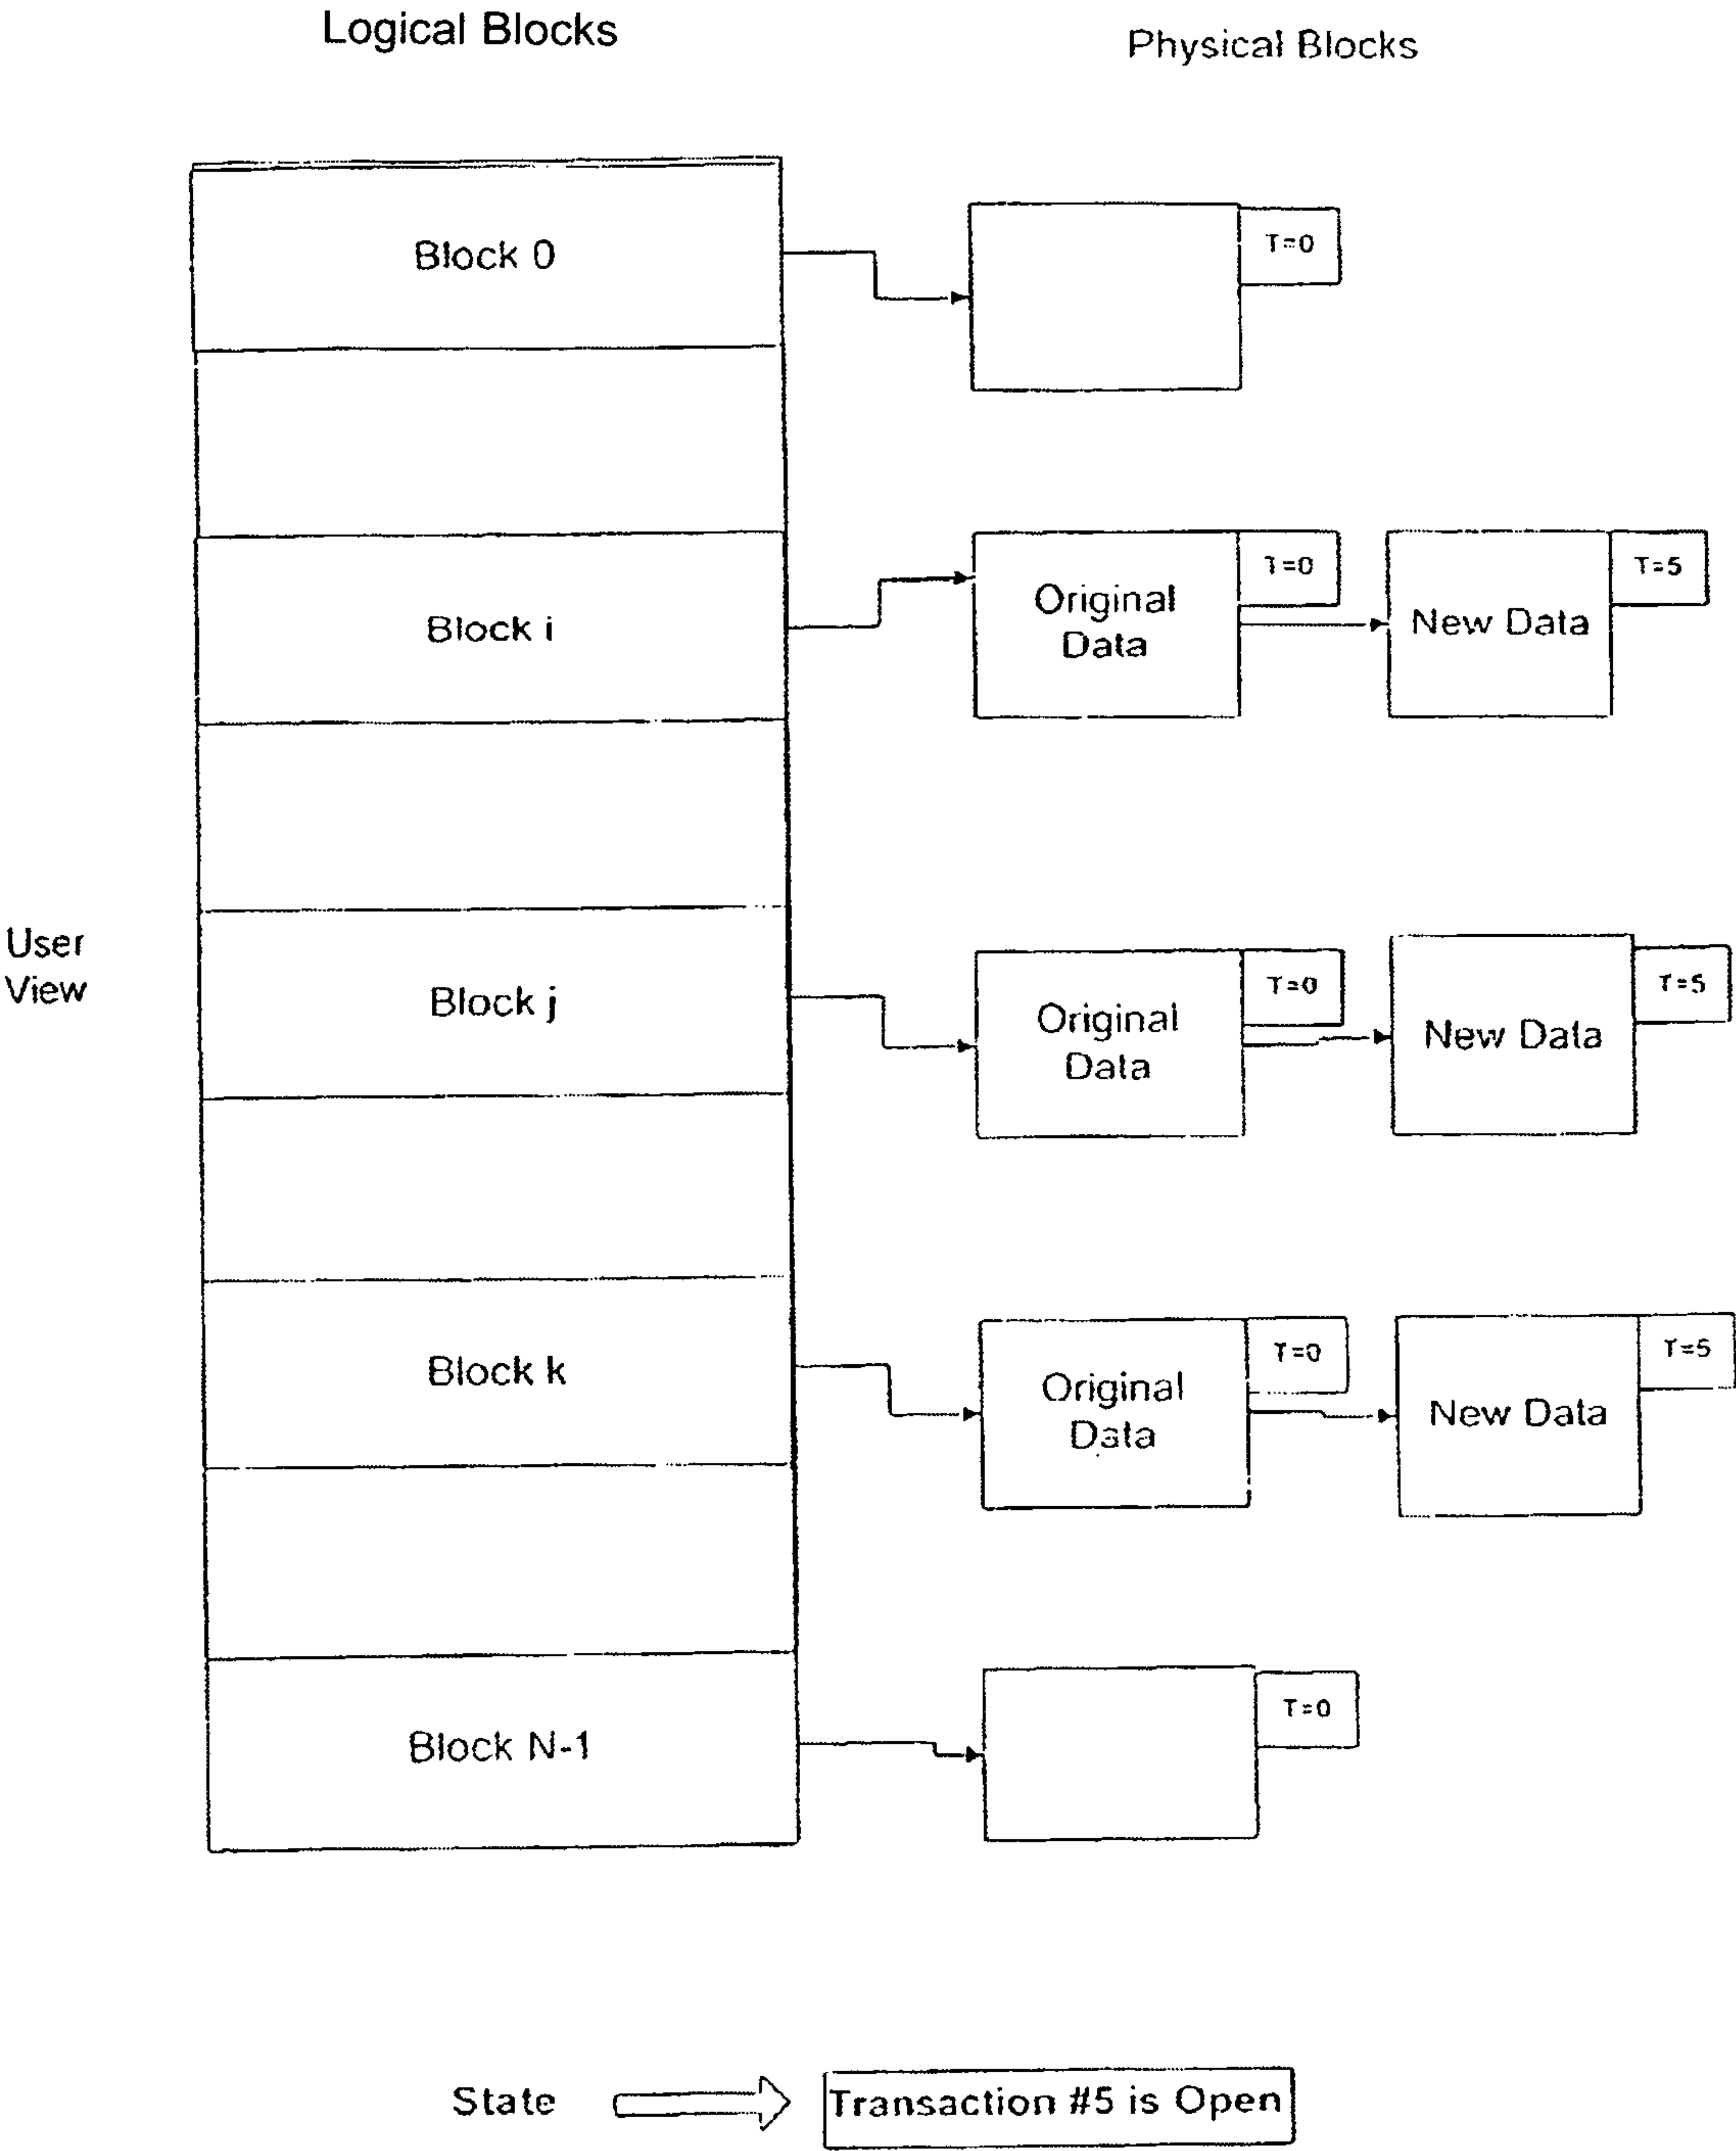 Logical Blocks
Physical Blocks
Block 0
T=0
Block i
Original
Data
T=0
New Data
T=5
User
View
Block j
Original
Data
T=0
New Data
T=5
Block k
Original
Data
T=0
New Data
T=5
Block N-1
T=0
State
Transaction #5 is Open